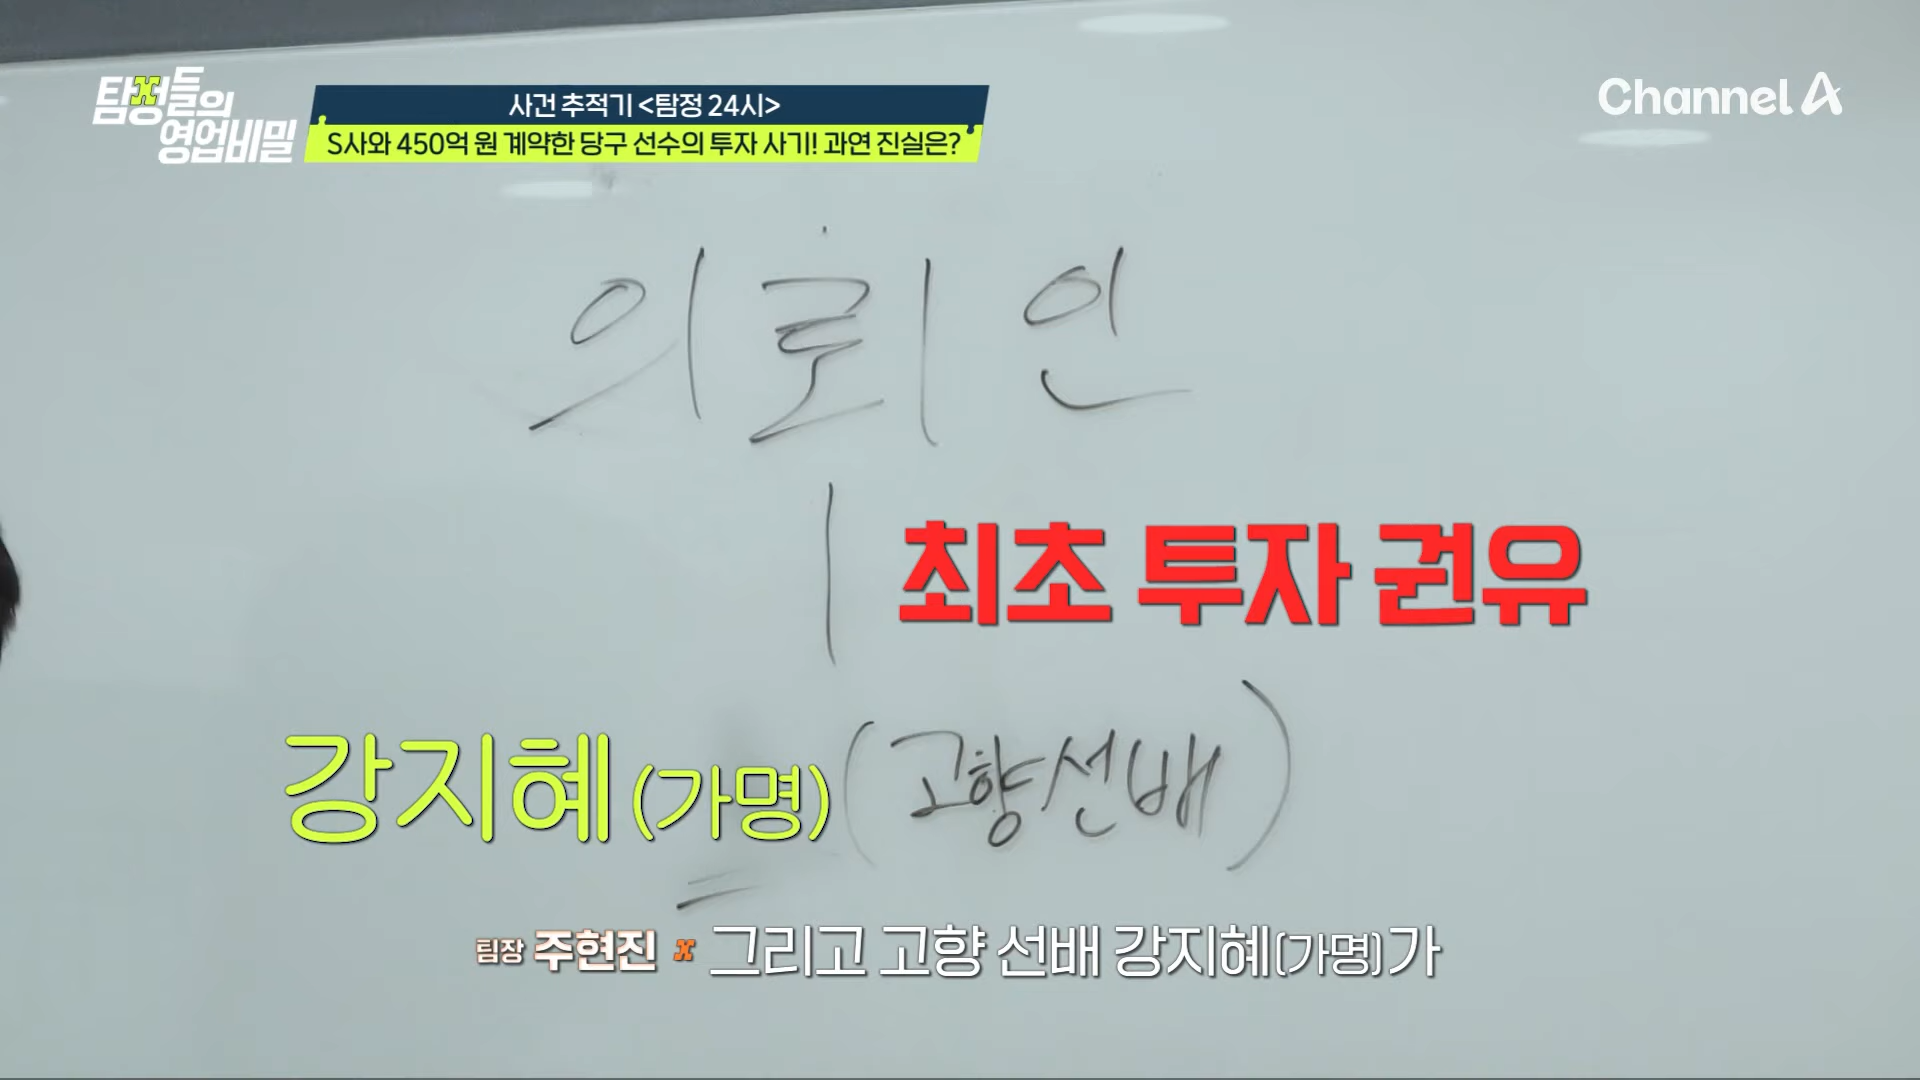 탐정들의
영업비밀
사건 추적기 <탐정 24시>
S사와 450억 원 계약한 당구 선수의 투자 사기! 과연 진실은?
Channel A
의뢰인
최초 투자 권유
강지혜(가명)
(고향선배)
팀장 주현진 그리고 고향 선배 강지혜(가명)가